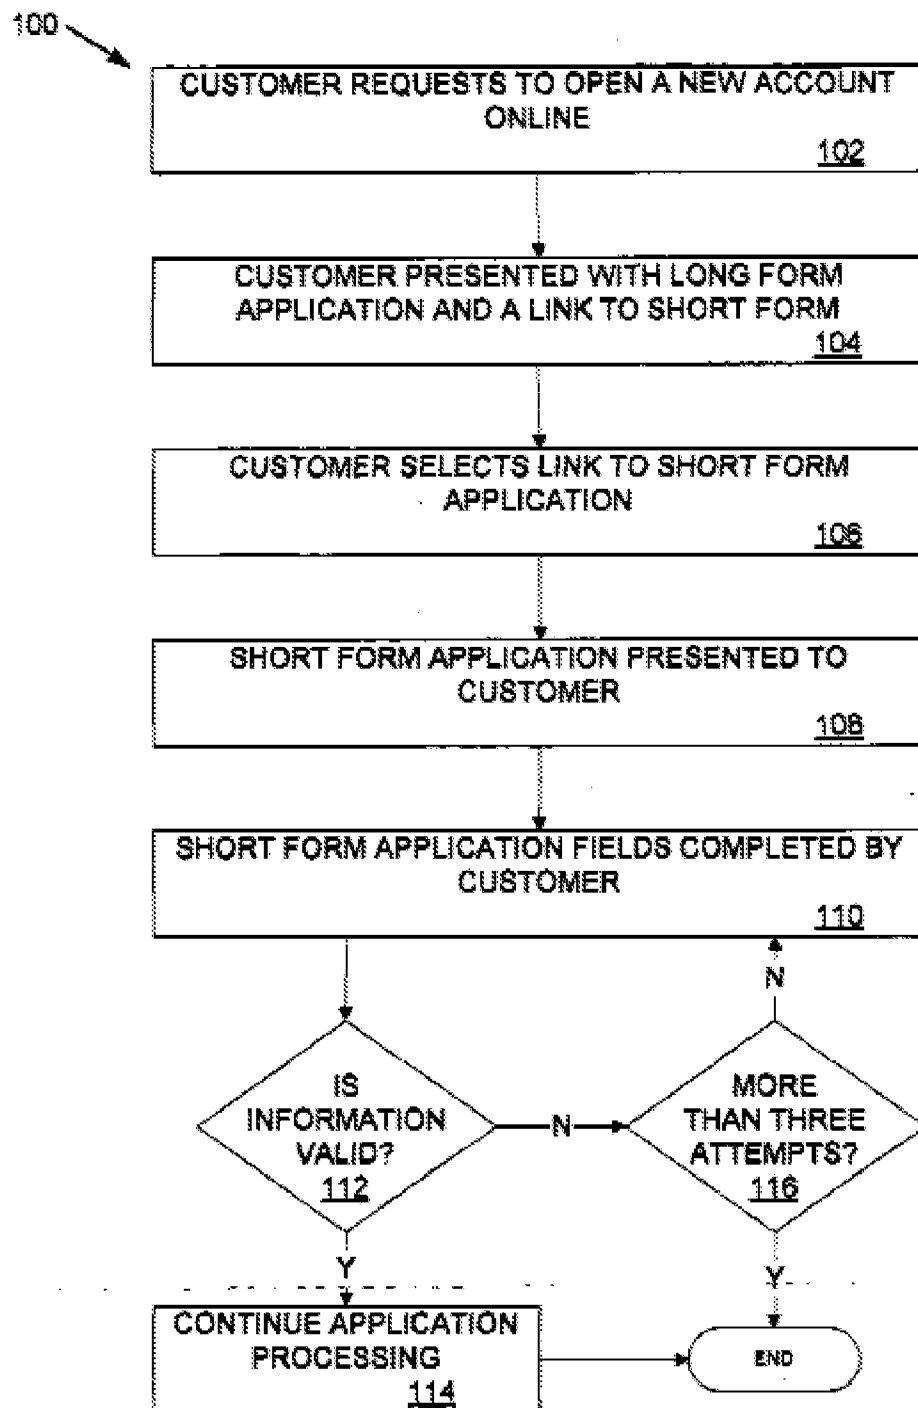 100
CUSTOMER REQUESTS TO OPEN A NEW ACCOUNT
ONLINE
102
CUSTOMER PRESENTED WITH LONG FORM
APPLICATION AND A LINK TO SHORT FORM
104
CUSTOMER SELECTS LINK TO SHORT FORM
APPLICATION
106
SHORT FORM APPLICATION PRESENTED TO
CUSTOMER
108
SHORT FORM APPLICATION FIELDS COMPLETED BY
CUSTOMER
110
N
IS
INFORMATION
VALID?
112
N
MORE
THAN THREE
ATTEMPTS?
116
Y
Y
CONTINUE APPLICATION
PROCESSING
114
END